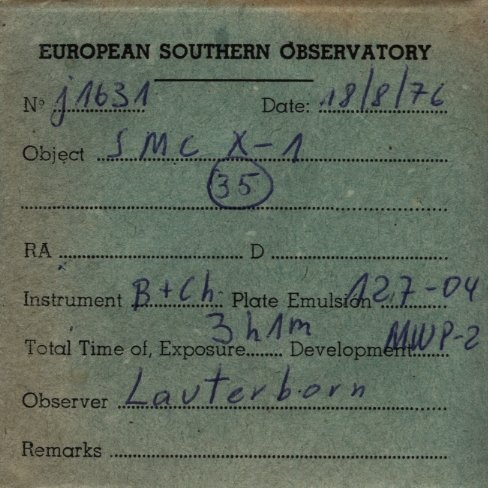 EUROPEAN SOUTHERN OBSERVATORY
Nº j1631 Date: 18/8/76
Object SMC X-1
35
RA D
Instrument B+Ch. Plate Emulsion 127-04
Total Time of Exposure 3h1m Development MWP-2
Observer Lauterborn
Remarks